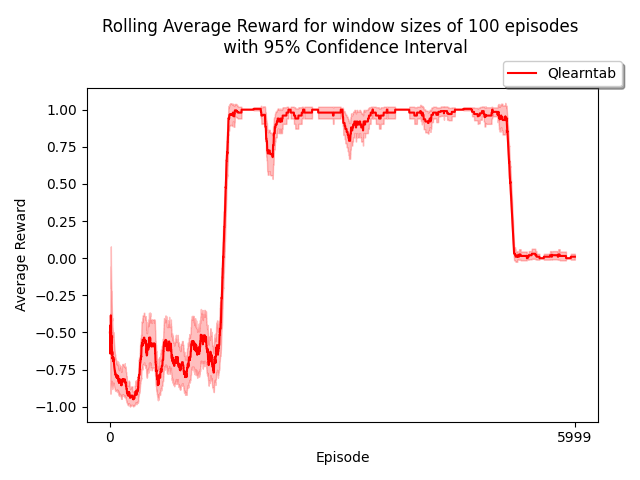 Rolling Average Reward for window sizes of 100 episodes
with 95% Confidence Interval
Qlearntab
1.00
0.75
0.50
0.25
0.00
−0.25
−0.50
−0.75
−1.00
Average Reward
0 5999
Episode